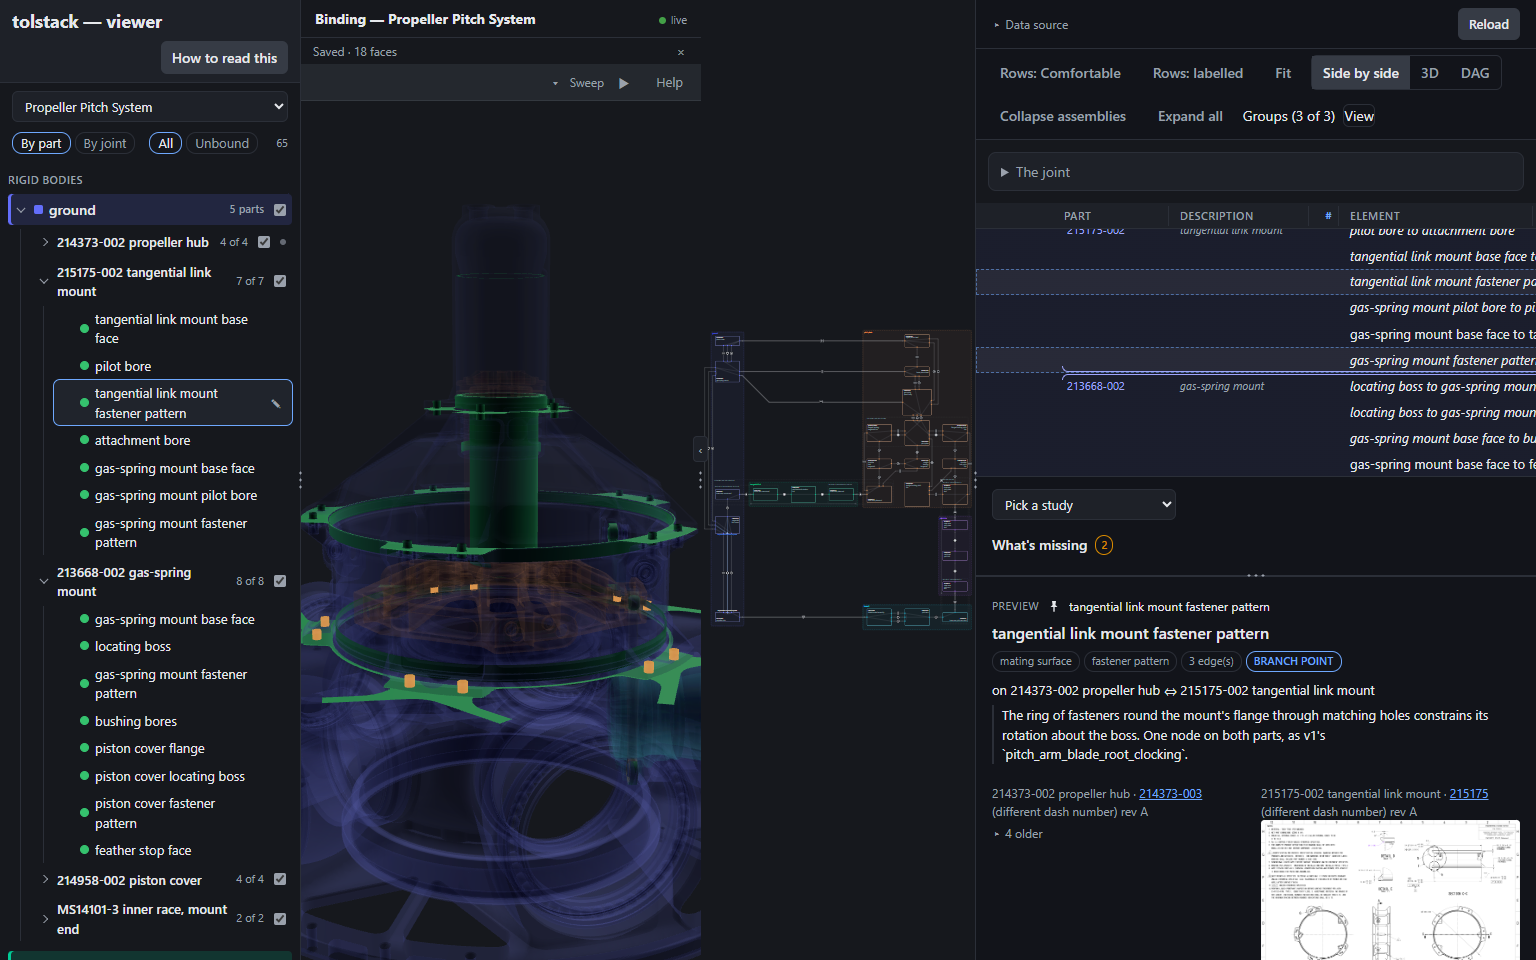 tolstack — viewer
How to read this
Propeller Pitch System
By part
By joint
All
Unbound
65
RIGID BODIES
ground
5 parts
214373-002 propeller hub
4 of 4
215175-002 tangential link
mount
7 of 7
tangential link mount base
face
pilot bore
tangential link mount
fastener pattern
attachment bore
gas-spring mount base face
gas-spring mount pilot bore
gas-spring mount fastener
pattern
213668-002 gas-spring
mount
8 of 8
gas-spring mount base face
locating boss
gas-spring mount fastener
pattern
bushing bores
piston cover flange
piston cover locating boss
piston cover fastener
pattern
feather stop face
214958-002 piston cover
4 of 4
MS14101-3 inner race, mount
end
2 of 2
Binding — Propeller Pitch System
live
Saved · 18 faces
×
Sweep
Help
Data source
Reload
Rows: Comfortable
Rows: labelled
Fit
Side by side
3D
DAG
Collapse assemblies
Expand all
Groups (3 of 3)
View
The joint
PART
DESCRIPTION
#
ELEMENT
215175-002
tangential link mount
pilot bore to attachment bore
tangential link mount base face t
tangential link mount fastener pa
gas-spring mount pilot bore to pi
gas-spring mount base face to ta
gas-spring mount fastener pattern
213668-002
gas-spring mount
locating boss to gas-spring moun
locating boss to gas-spring moun
gas-spring mount base face to bu
gas-spring mount base face to fe
Pick a study
What's missing
2
PREVIEW
tangential link mount fastener pattern
tangential link mount fastener pattern
mating surface
fastener pattern
3 edge(s)
BRANCH POINT
on 214373-002 propeller hub ⇔ 215175-002 tangential link mount
The ring of fasteners round the mount's flange through matching holes constrains its
rotation about the boss. One node on both parts, as v1's
`pitch_arm_blade_root_clocking`.
214373-002 propeller hub · 214373-003
(different dash number) rev A
4 older
215175-002 tangential link mount · 215175
(different dash number) rev A